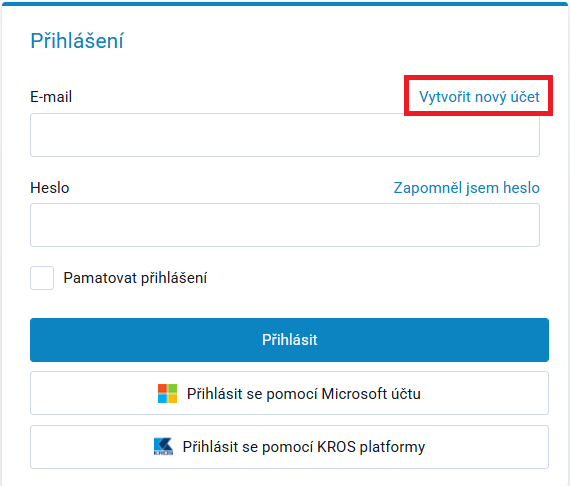 Přihlášení
E-mail
Vytvořit nový účet
Heslo
Zapomněl jsem heslo
Pamatovat přihlášení
Přihlásit
Přihlásit se pomocí Microsoft účtu
KROS
Přihlásit se pomocí KROS platformy